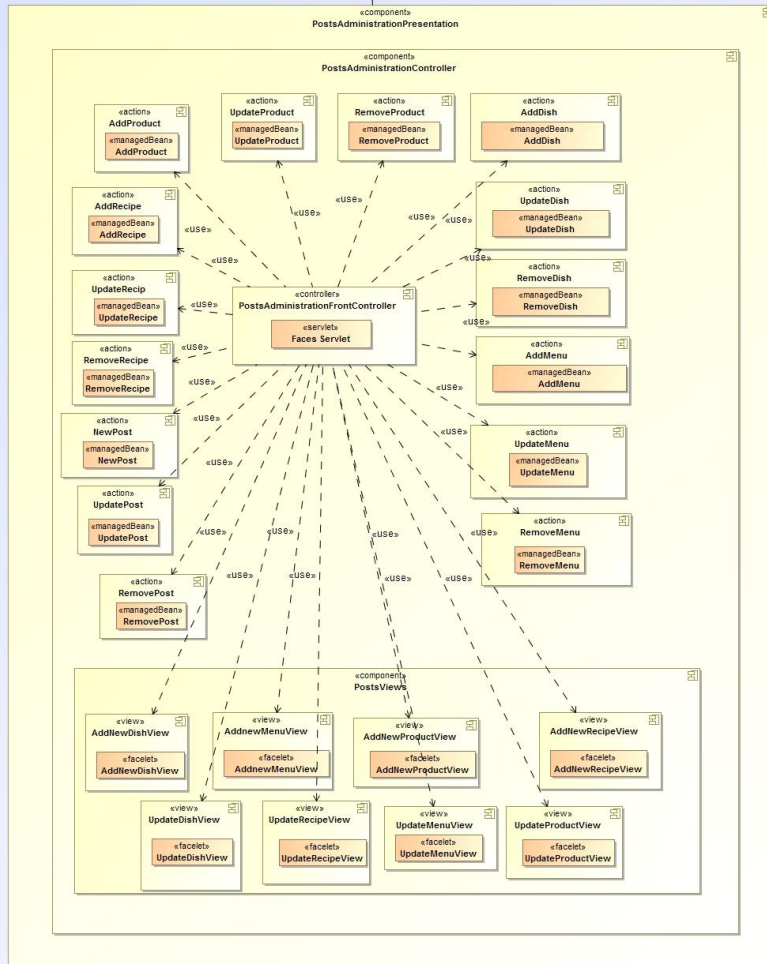 «component»
PostsAdministrationPresentation
«component»
PostsAdministrationController
«action»
AddProduct
«managedBean»
AddProduct
«action»
UpdateProduct
«managedBean»
UpdateProduct
«action»
RemoveProduct
«managedBean»
RemoveProduct
«action»
AddDish
«managedBean»
AddDish
«action»
AddRecipe
«managedBean»
AddRecipe
«action»
UpdateDish
«managedBean»
UpdateDish
«use»
«use»
«use»
«use»
«use»
«use»
«action»
UpdateRecip
«managedBean»
UpdateRecipe
«controller»
PostsAdministrationFrontController
«servlet»
Faces Servlet
«action»
RemoveDish
«managedBean»
RemoveDish
«use»
«use»
«action»
RemoveRecipe
«managedBean»
RemoveRecipe
«use»
«action»
AddMenu
«managedBean»
AddMenu
«use»
«use»
«action»
NewPost
«managedBean»
NewPost
«use»
«use»
«action»
UpdateMenu
«managedBean»
UpdateMenu
«use»
«action»
UpdatePost
«managedBean»
UpdatePost
«use»
«use»
«use»
«use»
«action»
RemoveMenu
«managedBean»
RemoveMenu
«action»
RemovePost
«managedBean»
RemovePost
«use»
«use»
«use»
«use»
«component»
PostsViews
«view»
AddNewDishView
«facelet»
AddNewDishView
«view»
AddnewMenuView
«facelet»
AddnewMenuView
«view»
AddNewProductView
«facelet»
AddNewProductView
«view»
AddNewRecipeView
«facelet»
AddNewRecipeView
«view»
UpdateDishView
«facelet»
UpdateDishView
«view»
UpdateRecipeView
«facelet»
UpdateRecipeView
«view»
UpdateMenuView
«facelet»
UpdateMenuView
«view»
UpdateProductView
«facelet»
UpdateProductView